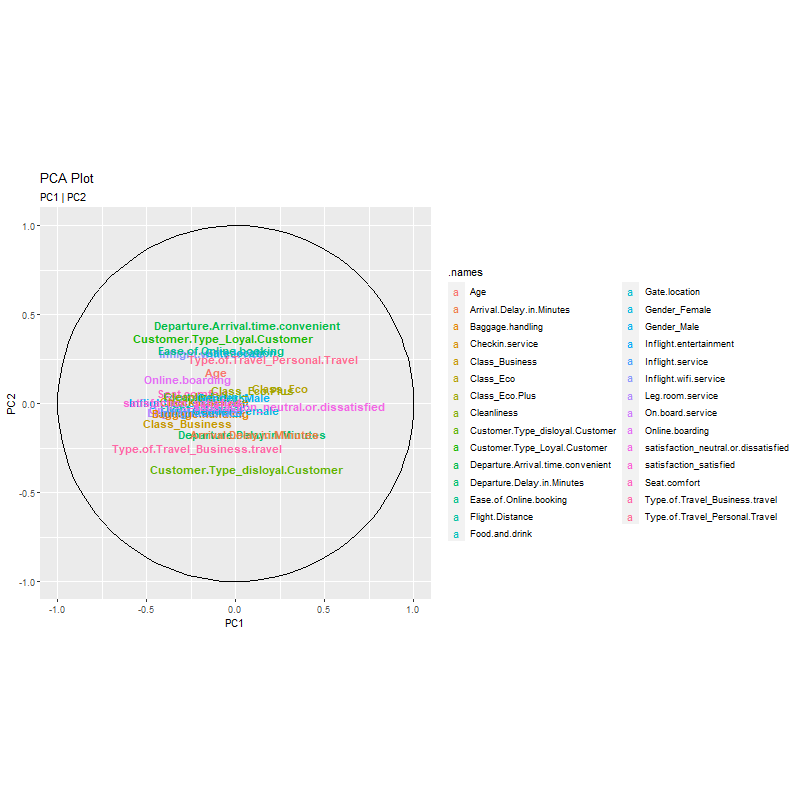 PCA Plot
PC1 | PC2
1.0
0.5
0.0
-0.5
-1.0
PC2
Departure.Arrival.time.convenient
Customer.Type_Loyal.Customer
Ease.of.Online.booking
Type.of.Travel_Personal.Travel
Age
Online.boarding
Class_Eco
Class_Business
Type.of.Travel_Business.travel
Customer.Type_disloyal.Customer
-1.0
-0.5
0.0
0.5
1.0
PC1
.names
a Age
a Arrival.Delay.in.Minutes
a Baggage.handling
a Checkin.service
a Class_Business
a Class_Eco
a Class_Eco.Plus
a Cleanliness
a Customer.Type_disloyal.Customer
a Customer.Type_Loyal.Customer
a Departure.Arrival.time.convenient
a Departure.Delay.in.Minutes
a Ease.of.Online.booking
a Flight.Distance
a Food.and.drink
a Gate.location
a Gender_Female
a Gender_Male
a Inflight.entertainment
a Inflight.service
a Inflight.wifi.service
a Leg.room.service
a On.board.service
a Online.boarding
a satisfaction_neutral.or.dissatisfied
a satisfaction_satisfied
a Seat.comfort
a Type.of.Travel_Business.travel
a Type.of.Travel_Personal.Travel